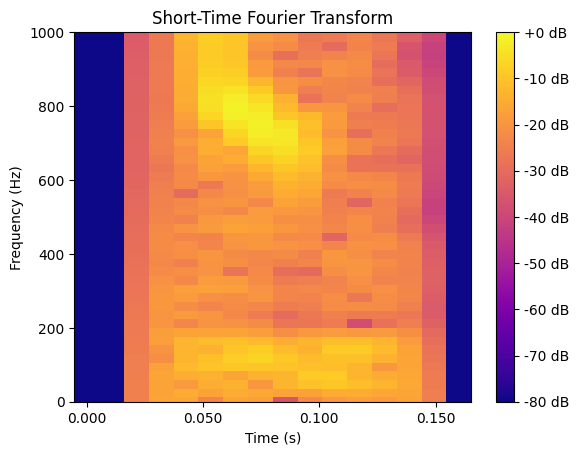 Short-Time Fourier Transform
1000
800
600
400
200
0
Frequency (Hz)
0.000
0.050
0.100
0.150
Time (s)
+0 dB
-10 dB
-20 dB
-30 dB
-40 dB
-50 dB
-60 dB
-70 dB
-80 dB